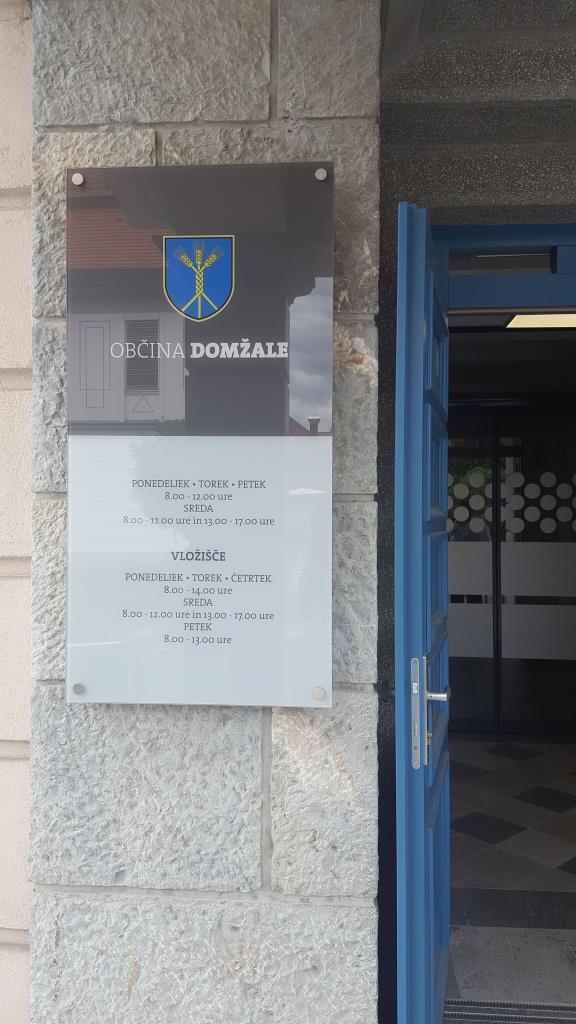 OBČINA DOMŽALE
PONEDELJEK • TOREK • PETEK
8.00 - 12.00 ure
SREDA
8.00 - 12.00 ure in 13.00 - 17.00 ure
VLOŽIŠČE
PONEDELJEK • TOREK • ČETRTEK
8.00 - 14.00 ure
SREDA
8.00 - 12.00 ure in 13.00 - 17.00 ure
PETEK
8.00 - 13.00 ure